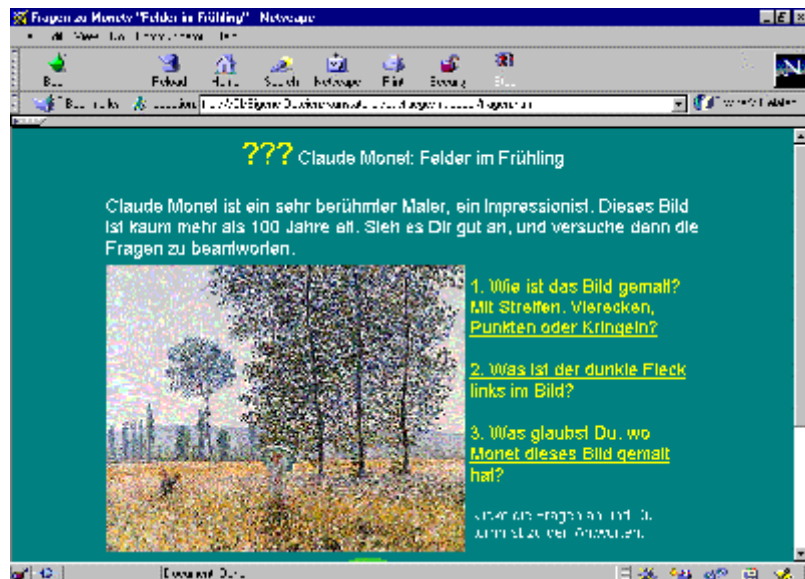 Fragen zu Monets "Felder im Frühling" - Netscape
View
Reload Search Netscape Print
??? Claude Monet: Felder im Frühling
Claude Monet ist ein sehr berühmter Maler, ein Impressionist. Dieses Bild
ist kaum mehr als 100 Jahre alt. Sieh es Dir gut an, und versuche dann die
Fragen zu beantworten.
1. Wie ist das Bild gemalt?
Mit Streifen, Vierecken,
Punkten oder Kringeln?
2. Was ist der dunkle Fleck
links im Bild?
3. Was glaubst Du, wo
Monet dieses Bild gemalt
hat?